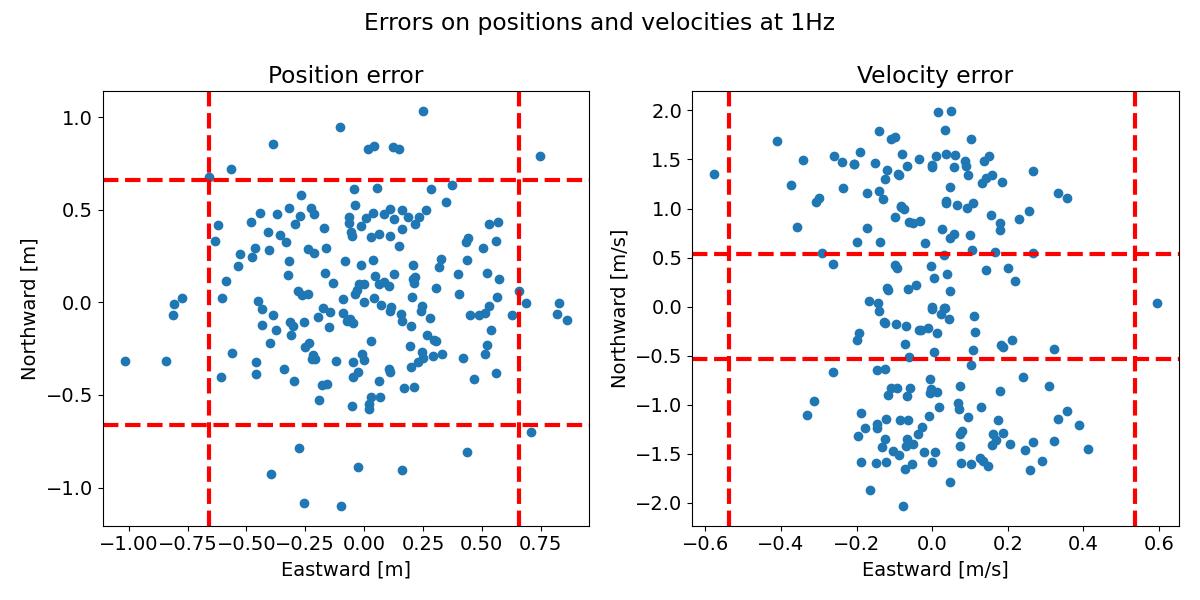 Errors on positions and velocities at 1Hz
Position error
Velocity error
1.0
0.5
0.0
−0.5
−1.0
Northward [m]
−1.00 −0.75 −0.50 −0.25 0.00 0.25 0.50 0.75
Eastward [m]
2.0
1.5
1.0
0.5
0.0
−0.5
−1.0
−1.5
−2.0
Northward [m/s]
−0.6 −0.4 −0.2 0.0 0.2 0.4 0.6
Eastward [m/s]